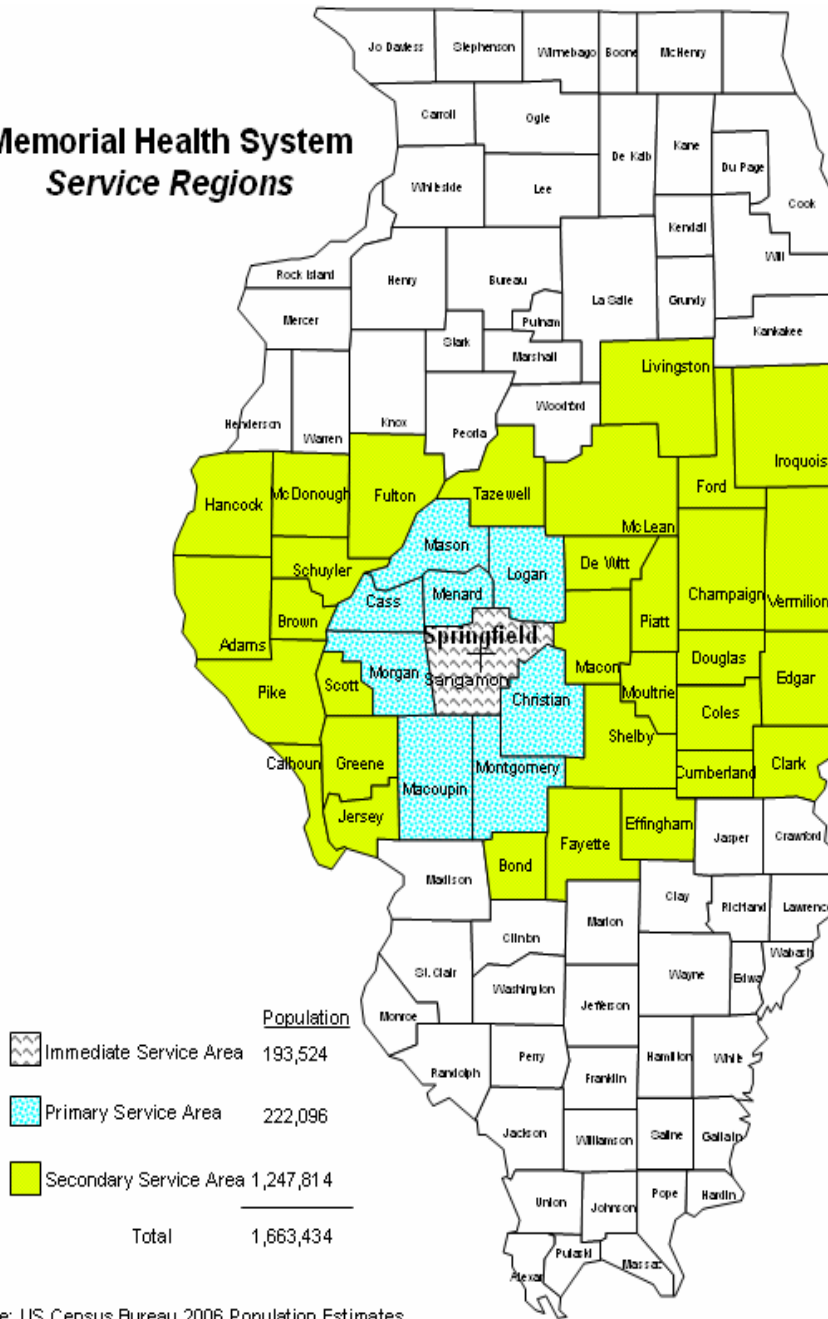 Jo Daviess
Stephenson
Winnebago
Boone
McHenry
Carroll
Ogle
Memorial Health System
Service Regions
De Kalb
Kane
Du Page
Whiteside
Lee
Cook
Kendall
Will
Rock Island
Henry
Bureau
La Salle
Grundy
Mercer
Putnam
Kankakee
Stark
Marshall
Livingston
Henderson
Warren
Knox
Peoria
Woodford
Iroquois
Hancock
McDonough
Fulton
Tazewell
Ford
McLean
Mason
Schuyler
Logan
De Witt
Cass
Menard
Champaign
Vermilion
Brown
Adams
Springfield
Piatt
Morgan
Sangamon
Macon
Douglas
Edgar
Pike
Scott
Christian
Moultrie
Coles
Shelby
Calhoun
Greene
Montgomery
Cumberland
Clark
Macoupin
Jersey
Effingham
Fayette
Jasper
Crawford
Bond
Madison
Clay
Richland
Lawrence
Marion
Clinton
Wabash
St. Clair
Wayne
Edwa
Washington
Jefferson
Monroe
Population
Immediate Service Area 193,524
Perry
Hamilton
White
Randolph
Franklin
Primary Service Area 222,096
Jackson
Williamson
Saline
Gallatin
Secondary Service Area 1,247,814
Union
Johnson
Pope
Hardin
Total 1,663,434
Pulaski
Massac
Alexan
e: US Census Bureau 2006 Population Estimates